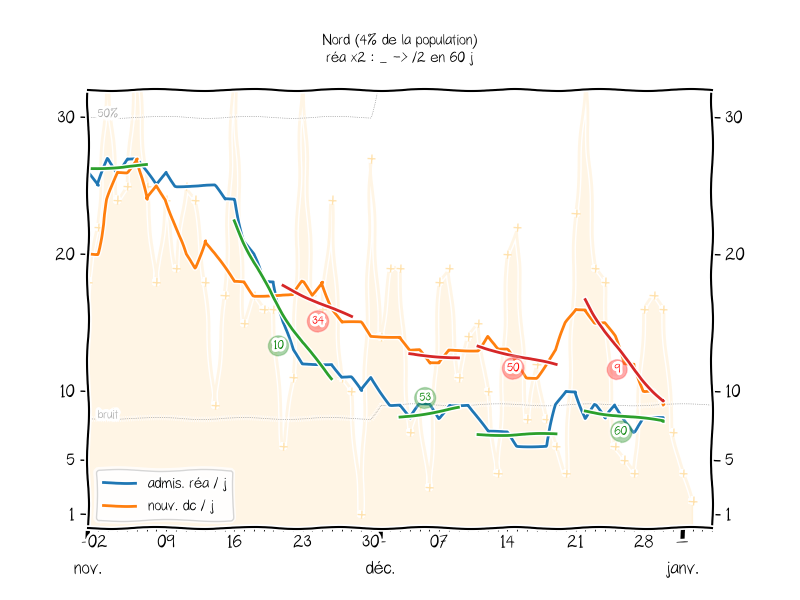 Nord (4% de la population)
réa x2 : _ -> /2 en 60 j
30
50%
30
20
20
34
10
53
50
9
10
10
bruit
60
5
5
admis. réa / j
nouv. dc / j
1
1
02 09 16 23 30 07 14 21 28 _
nov. déc. janv.